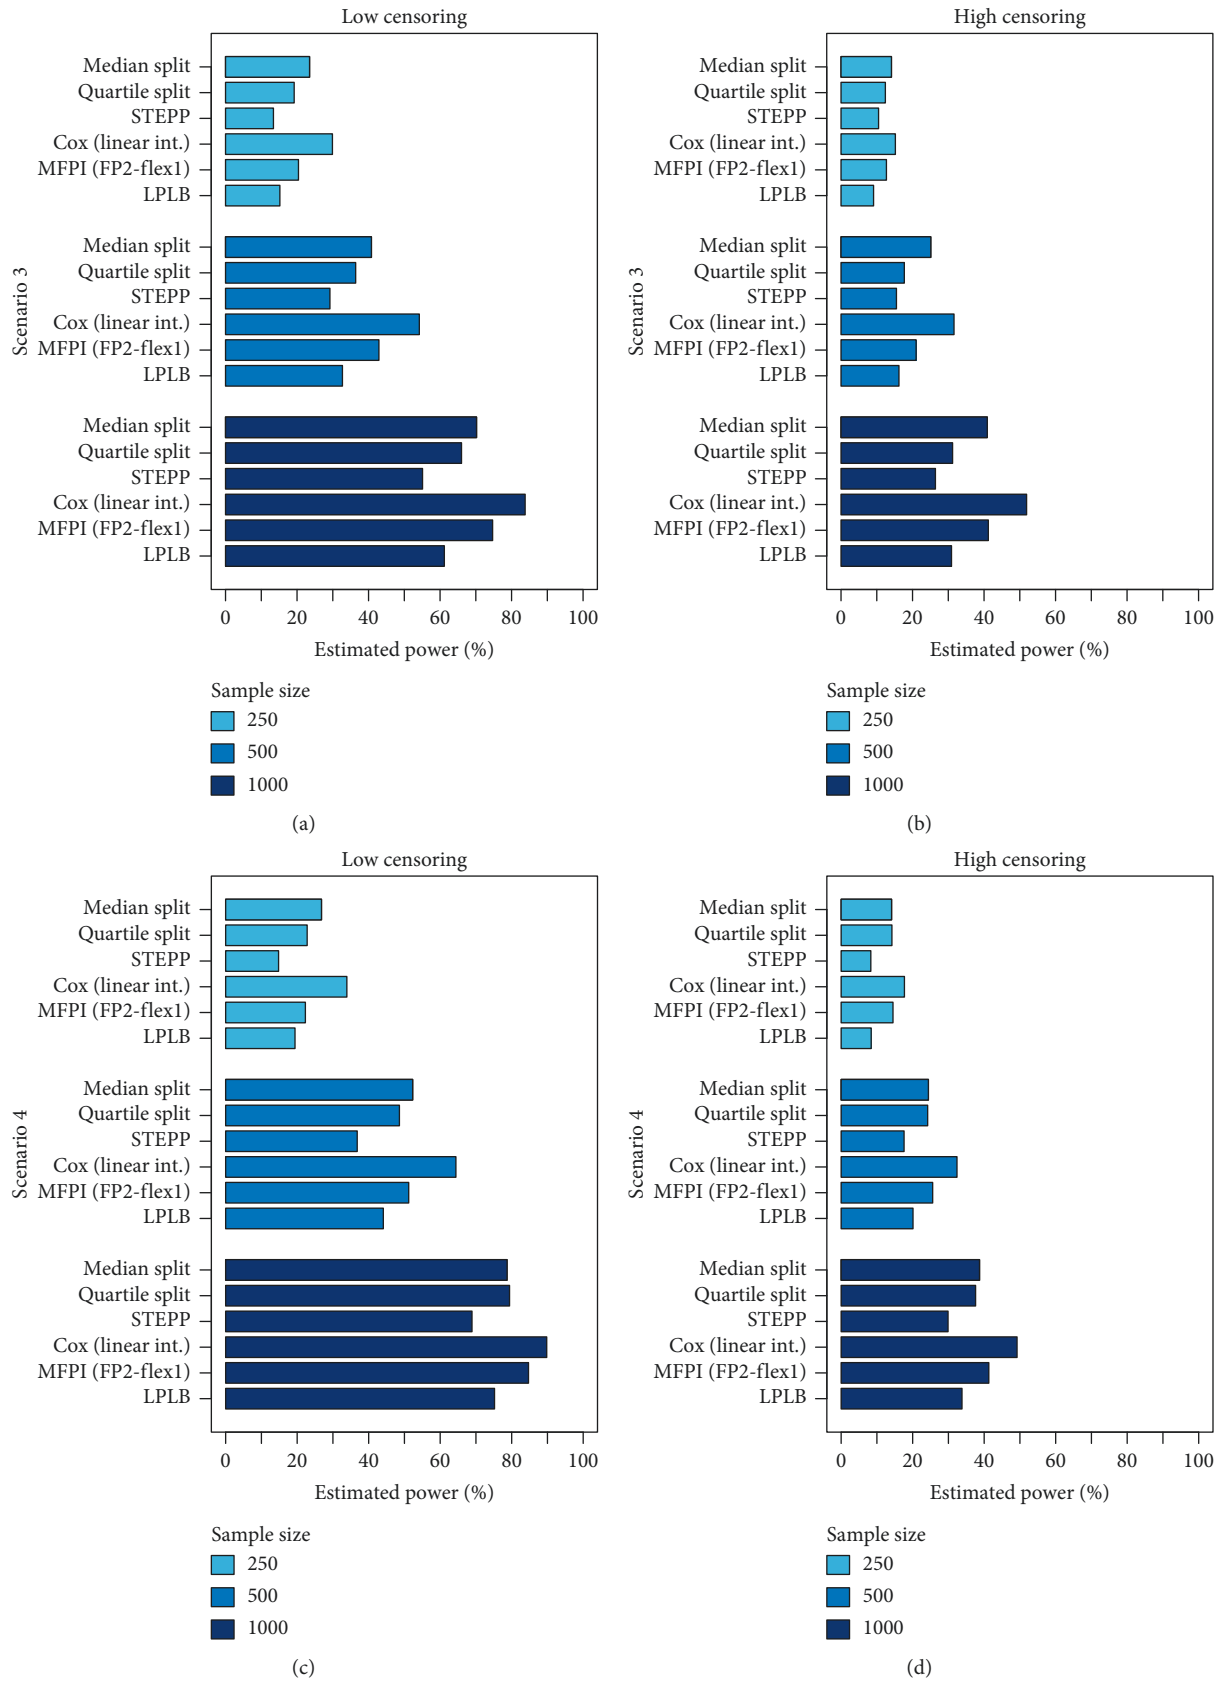 Low censoring
Scenario 3
Median split
Quartile split
STEPP
Cox (linear int.)
MFPI (FP2-flex1)
LPLB
Median split
Quartile split
STEPP
Cox (linear int.)
MFPI (FP2-flex1)
LPLB
Median split
Quartile split
STEPP
Cox (linear int.)
MFPI (FP2-flex1)
LPLB
0 20 40 60 80 100
Estimated power (%)
Sample size
250
500
1000
(a)
High censoring
Scenario 3
Median split
Quartile split
STEPP
Cox (linear int.)
MFPI (FP2-flex1)
LPLB
Median split
Quartile split
STEPP
Cox (linear int.)
MFPI (FP2-flex1)
LPLB
Median split
Quartile split
STEPP
Cox (linear int.)
MFPI (FP2-flex1)
LPLB
0 20 40 60 80 100
Estimated power (%)
Sample size
250
500
1000
(b)
Low censoring
Scenario 4
Median split
Quartile split
STEPP
Cox (linear int.)
MFPI (FP2-flex1)
LPLB
Median split
Quartile split
STEPP
Cox (linear int.)
MFPI (FP2-flex1)
LPLB
Median split
Quartile split
STEPP
Cox (linear int.)
MFPI (FP2-flex1)
LPLB
0 20 40 60 80 100
Estimated power (%)
Sample size
250
500
1000
(c)
High censoring
Scenario 4
Median split
Quartile split
STEPP
Cox (linear int.)
MFPI (FP2-flex1)
LPLB
Median split
Quartile split
STEPP
Cox (linear int.)
MFPI (FP2-flex1)
LPLB
Median split
Quartile split
STEPP
Cox (linear int.)
MFPI (FP2-flex1)
LPLB
0 20 40 60 80 100
Estimated power (%)
Sample size
250
500
1000
(d)